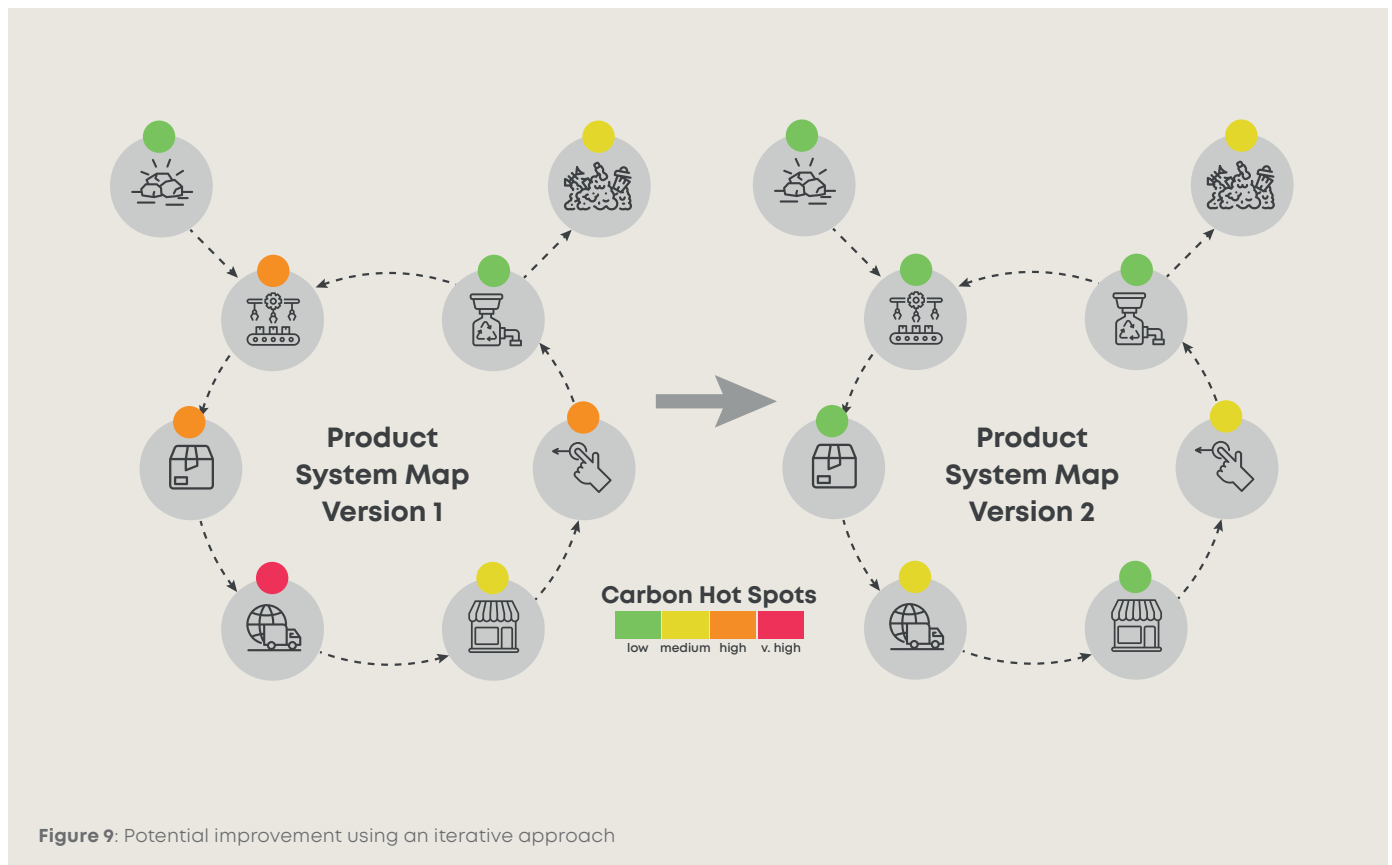 Product
System Map
Version 1
Product
System Map
Version 2
Carbon Hot Spots
low medium high v. high
Figure 9: Potential improvement using an iterative approach